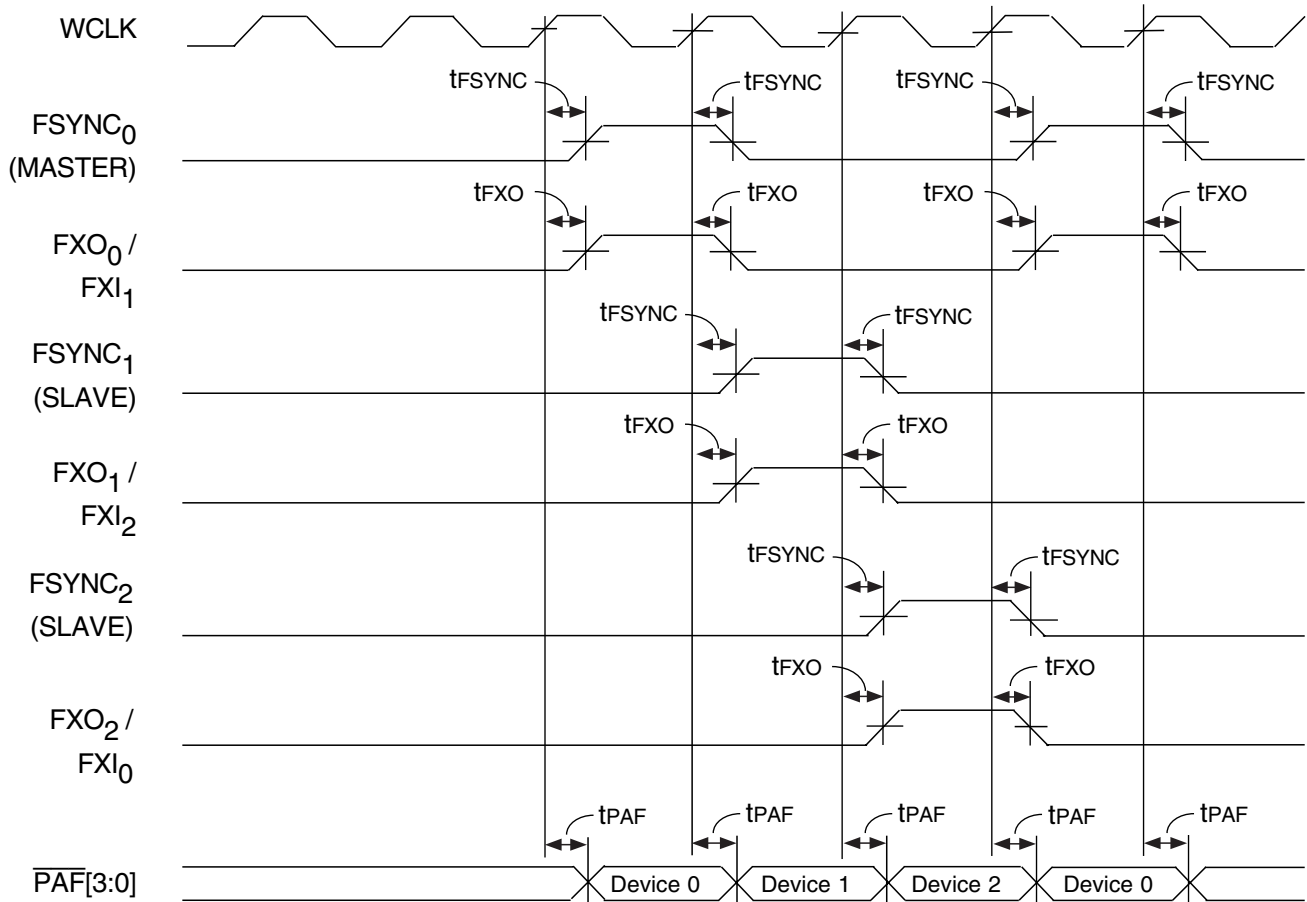 WCLK
tFSYNC tFSYNC tFSYNC tFSYNC
FSYNC0
(MASTER)
tFXO tFXO tFXO tFXO
FXO0 /
FXI1
tFSYNC tFSYNC
FSYNC1
(SLAVE)
tFXO tFXO
FXO1 /
FXI2
tFSYNC tFSYNC
FSYNC2
(SLAVE)
tFXO tFXO
FXO2 /
FXI0
tPAF tPAF tPAF tPAF tPAF
PAF[3:0] Device 0 Device 1 Device 2 Device 0